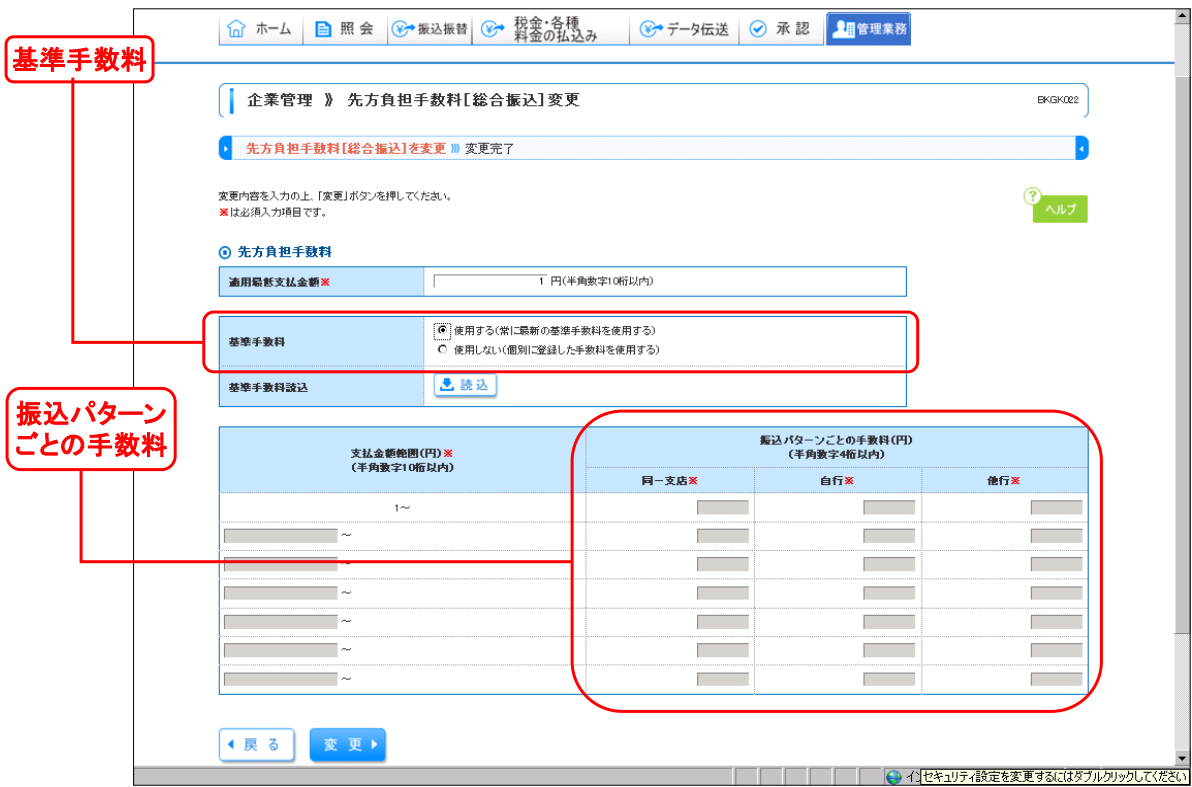 ホーム
照 会
振込振替
税金・各種
料金の払込み
データ伝送
承 認
管理業務
基準手数料
企業管理 》 先方負担手数料[総合振込]変更
BKGK022
先方負担手数料[総合振込]を変更 》》 変更完了
変更内容を入力の上、「変更」ボタンを押してください。
※は必須入力項目です。
?
ヘルプ
先方負担手数料
適用最低支払金額※
1 円(半角数字10桁以内)
基準手数料
使用する(常に最新の基準手数料を使用する)
使用しない(個別に登録した手数料を使用する)
基準手数料読込
読込
振込パターン
ごとの手数料
支払金額範囲(円)※
(半角数字10桁以内)
振込パターンごとの手数料(円)
(半角数字4桁以内)
同一支店※
自行※
他行※
1～
～
～
～
～
～
～
戻 る
変 更
イン
セキュリティ設定を変更するにはダブルクリックしてください